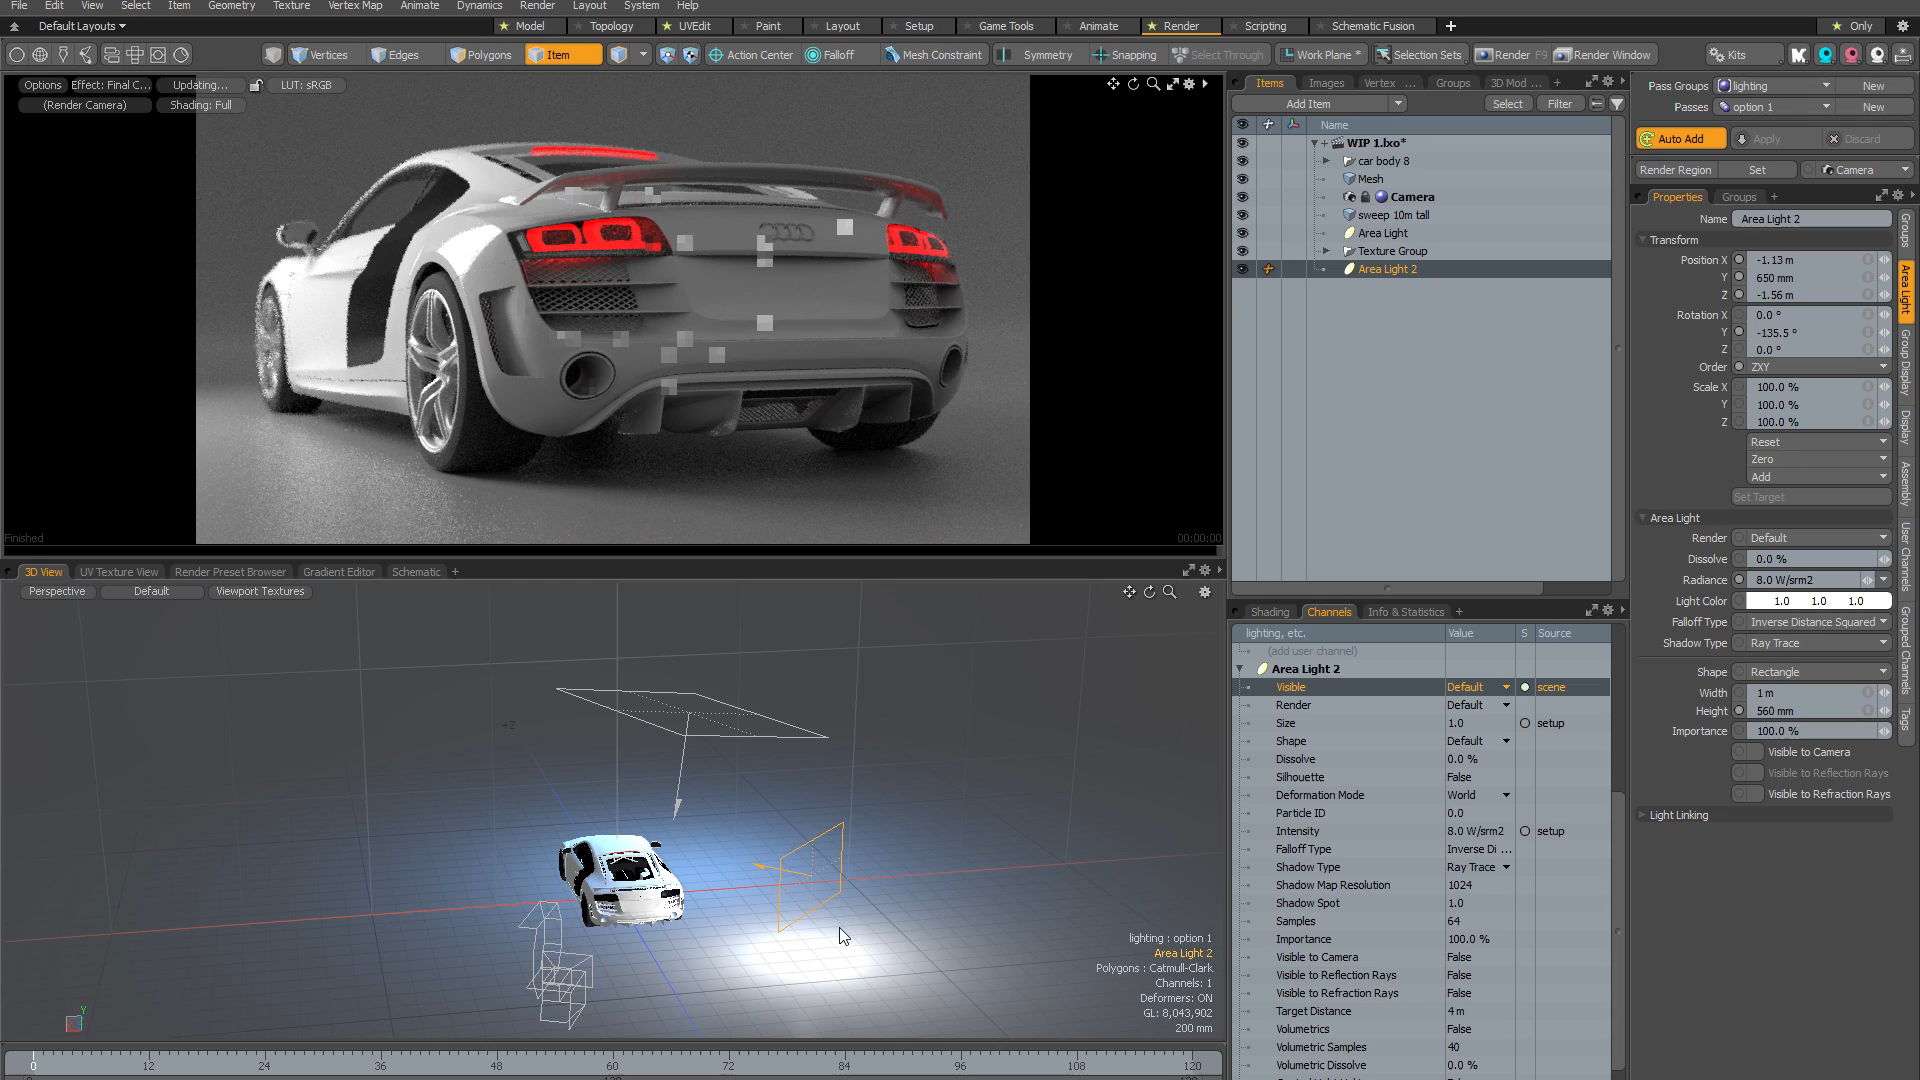 File Edit View Select Item Geometry Texture Vertex Map Animate Dynamics Render Layout System Help
Default Layouts Model Topology UVEdit Paint Layout Setup Game Tools Animate Render Scripting Schematic Fusion + Only
Vertices Edges Polygons Item Action Center Falloff Mesh Constraint Symmetry Snapping Select Through Work Plane * Selection Sets Render F9 Render Window Kits
Options Effect: Final C... Updating... LUT: sRGB
(Render Camera) Shading: Full
Finished 00:00:00
3D View UV Texture View Render Preset Browser Gradient Editor Schematic +
Perspective Default Viewport Textures
+Z
lighting : option 1
Area Light 2
Polygons : Catmull-Clark
Channels: 1
Deformers: ON
GL: 8,043,902
200 mm
Y
0 12 24 36 48 60 72 84 96 108 120
Items Images Vertex ... Groups 3D Mod ... +
Add Item Select Filter
Name
WIP 1.lxo*
car body 8
Mesh
Camera
sweep 10m tall
Area Light
Texture Group
Area Light 2
Shading Channels Info & Statistics +
lighting, etc. Value S Source
(add user channel)
Area Light 2
Visible Default scene
Render Default
Size 1.0 setup
Shape Default
Dissolve 0.0 %
Silhouette False
Deformation Mode World
Particle ID 0.0
Intensity 8.0 W/srm2 setup
Falloff Type Inverse Di ...
Shadow Type Ray Trace
Shadow Map Resolution 1024
Shadow Spot 1.0
Samples 64
Importance 100.0 %
Visible to Camera False
Visible to Reflection Rays False
Visible to Refraction Rays False
Target Distance 4 m
Volumetrics False
Volumetric Samples 40
Volumetric Dissolve 0.0 %
Pass Groups lighting New
Passes option 1 New
Auto Add Apply Discard
Render Region Set Camera
Properties Groups +
Name Area Light 2
Transform
Position X -1.13 m
Y 650 mm
Z -1.56 m
Rotation X 0.0 °
Y -135.5 °
Z 0.0 °
Order ZXY
Scale X 100.0 %
Y 100.0 %
Z 100.0 %
Reset
Zero
Add
Set Target
Area Light
Render Default
Dissolve 0.0 %
Radiance 8.0 W/srm2
Light Color 1.0 1.0 1.0
Falloff Type Inverse Distance Squared
Shadow Type Ray Trace
Shape Rectangle
Width 1 m
Height 560 mm
Importance 100.0 %
Visible to Camera
Visible to Reflection Rays
Visible to Refraction Rays
Light Linking
Groups
Area Light
Group Display
Display
Assembly
User Channels
Grouped Channels
Tags